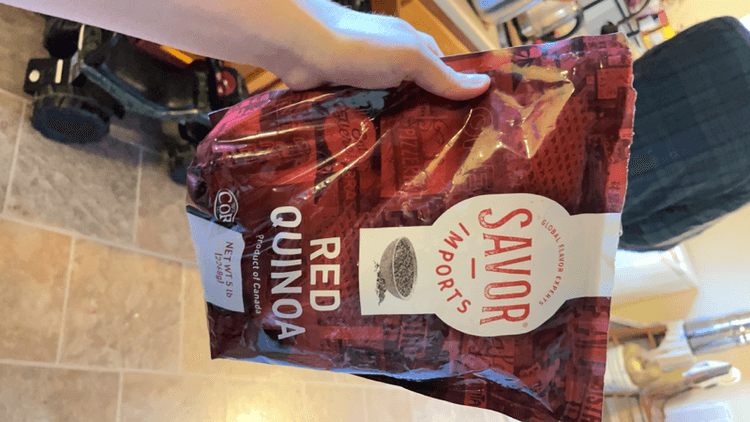 GLOBAL FLAVOR EXPERTS
SAVOR
IMPORTS
RED
QUINOA
Product of Canada
NET WT 5 lb